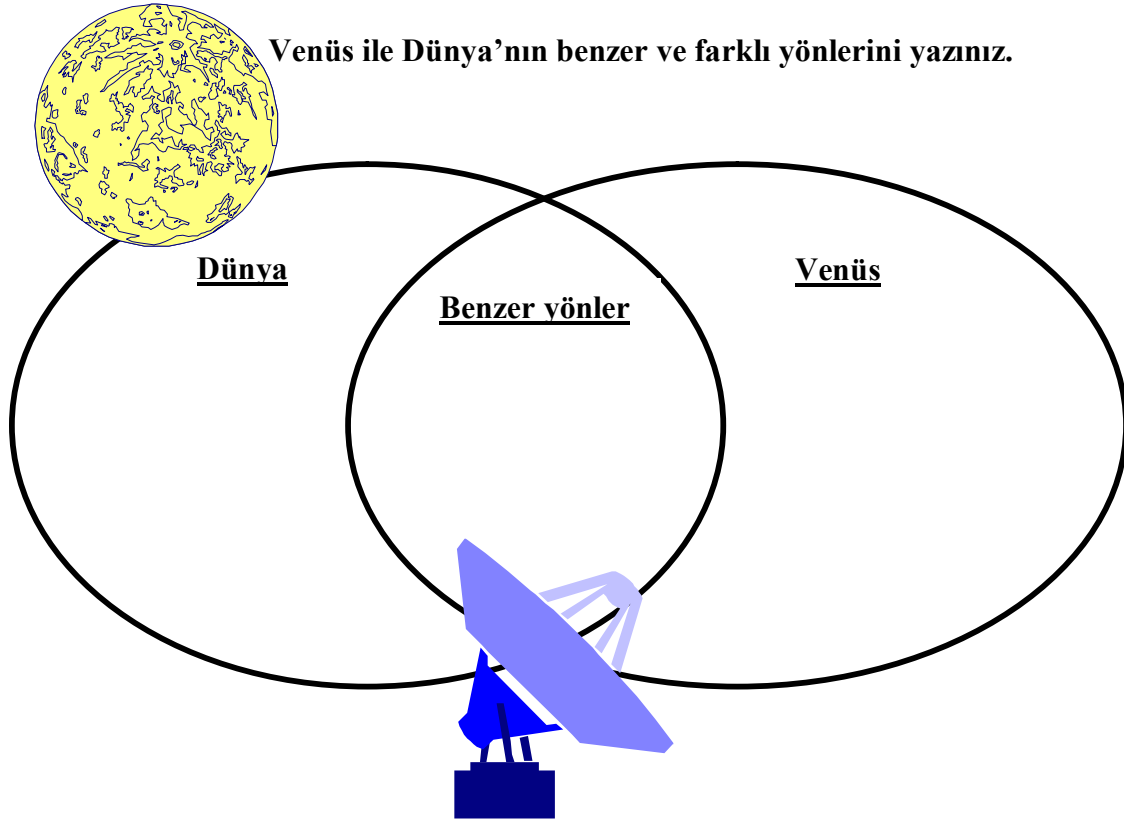 Venüs ile Dünya’nın benzer ve farklı yönlerini yazınız.
Dünya
Venüs
Benzer yönler